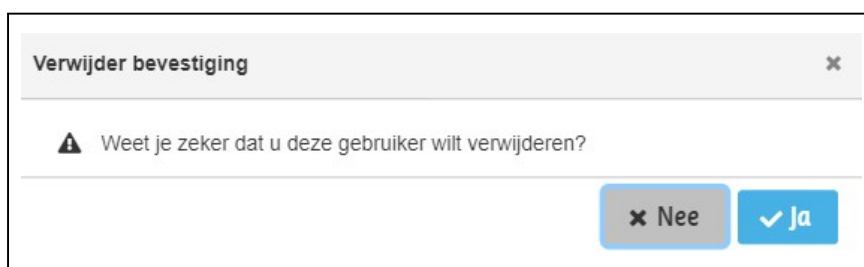 Verwijder bevestiging
Weet je zeker dat u deze gebruiker wilt verwijderen?
Nee Ja